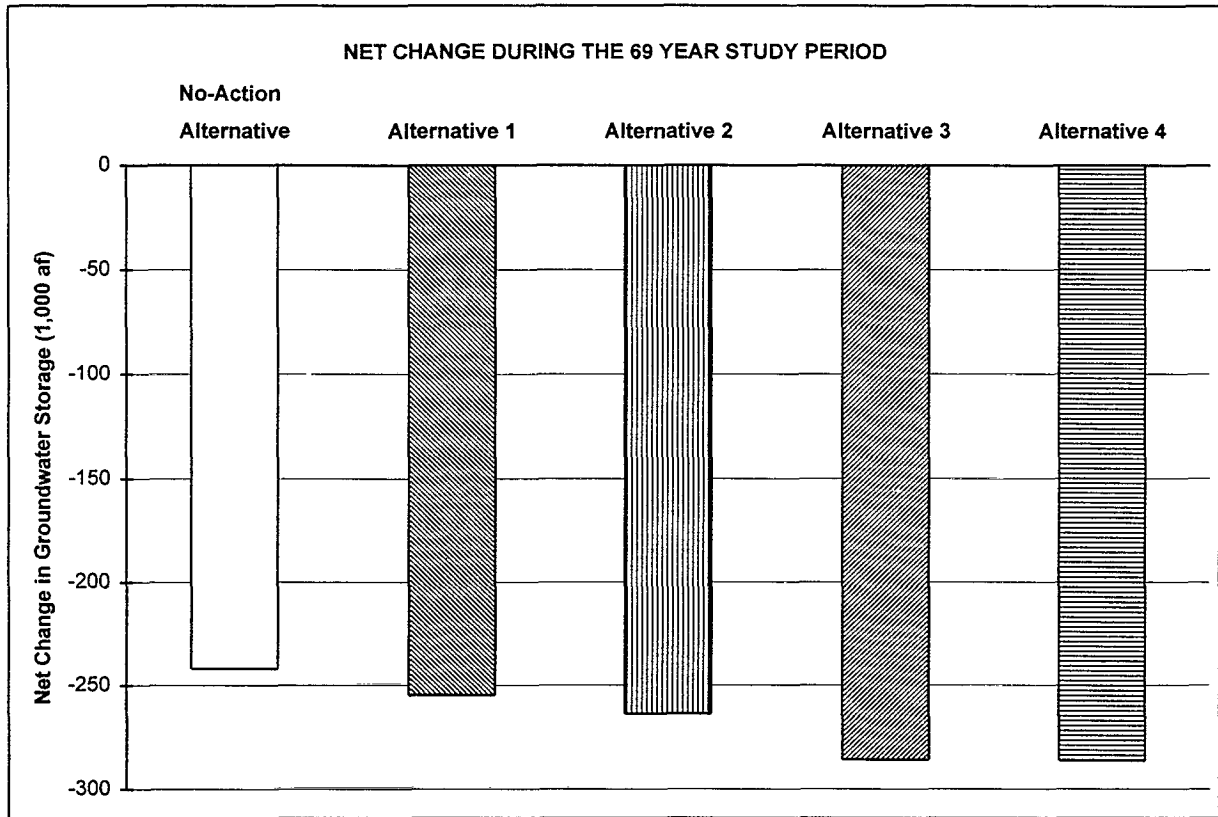 NET CHANGE DURING THE 69 YEAR STUDY PERIOD
No-Action
Alternative
Alternative 1
Alternative 2
Alternative 3
Alternative 4
Net Change in Groundwater Storage (1,000 af)
0
-50
-100
-150
-200
-250
-300